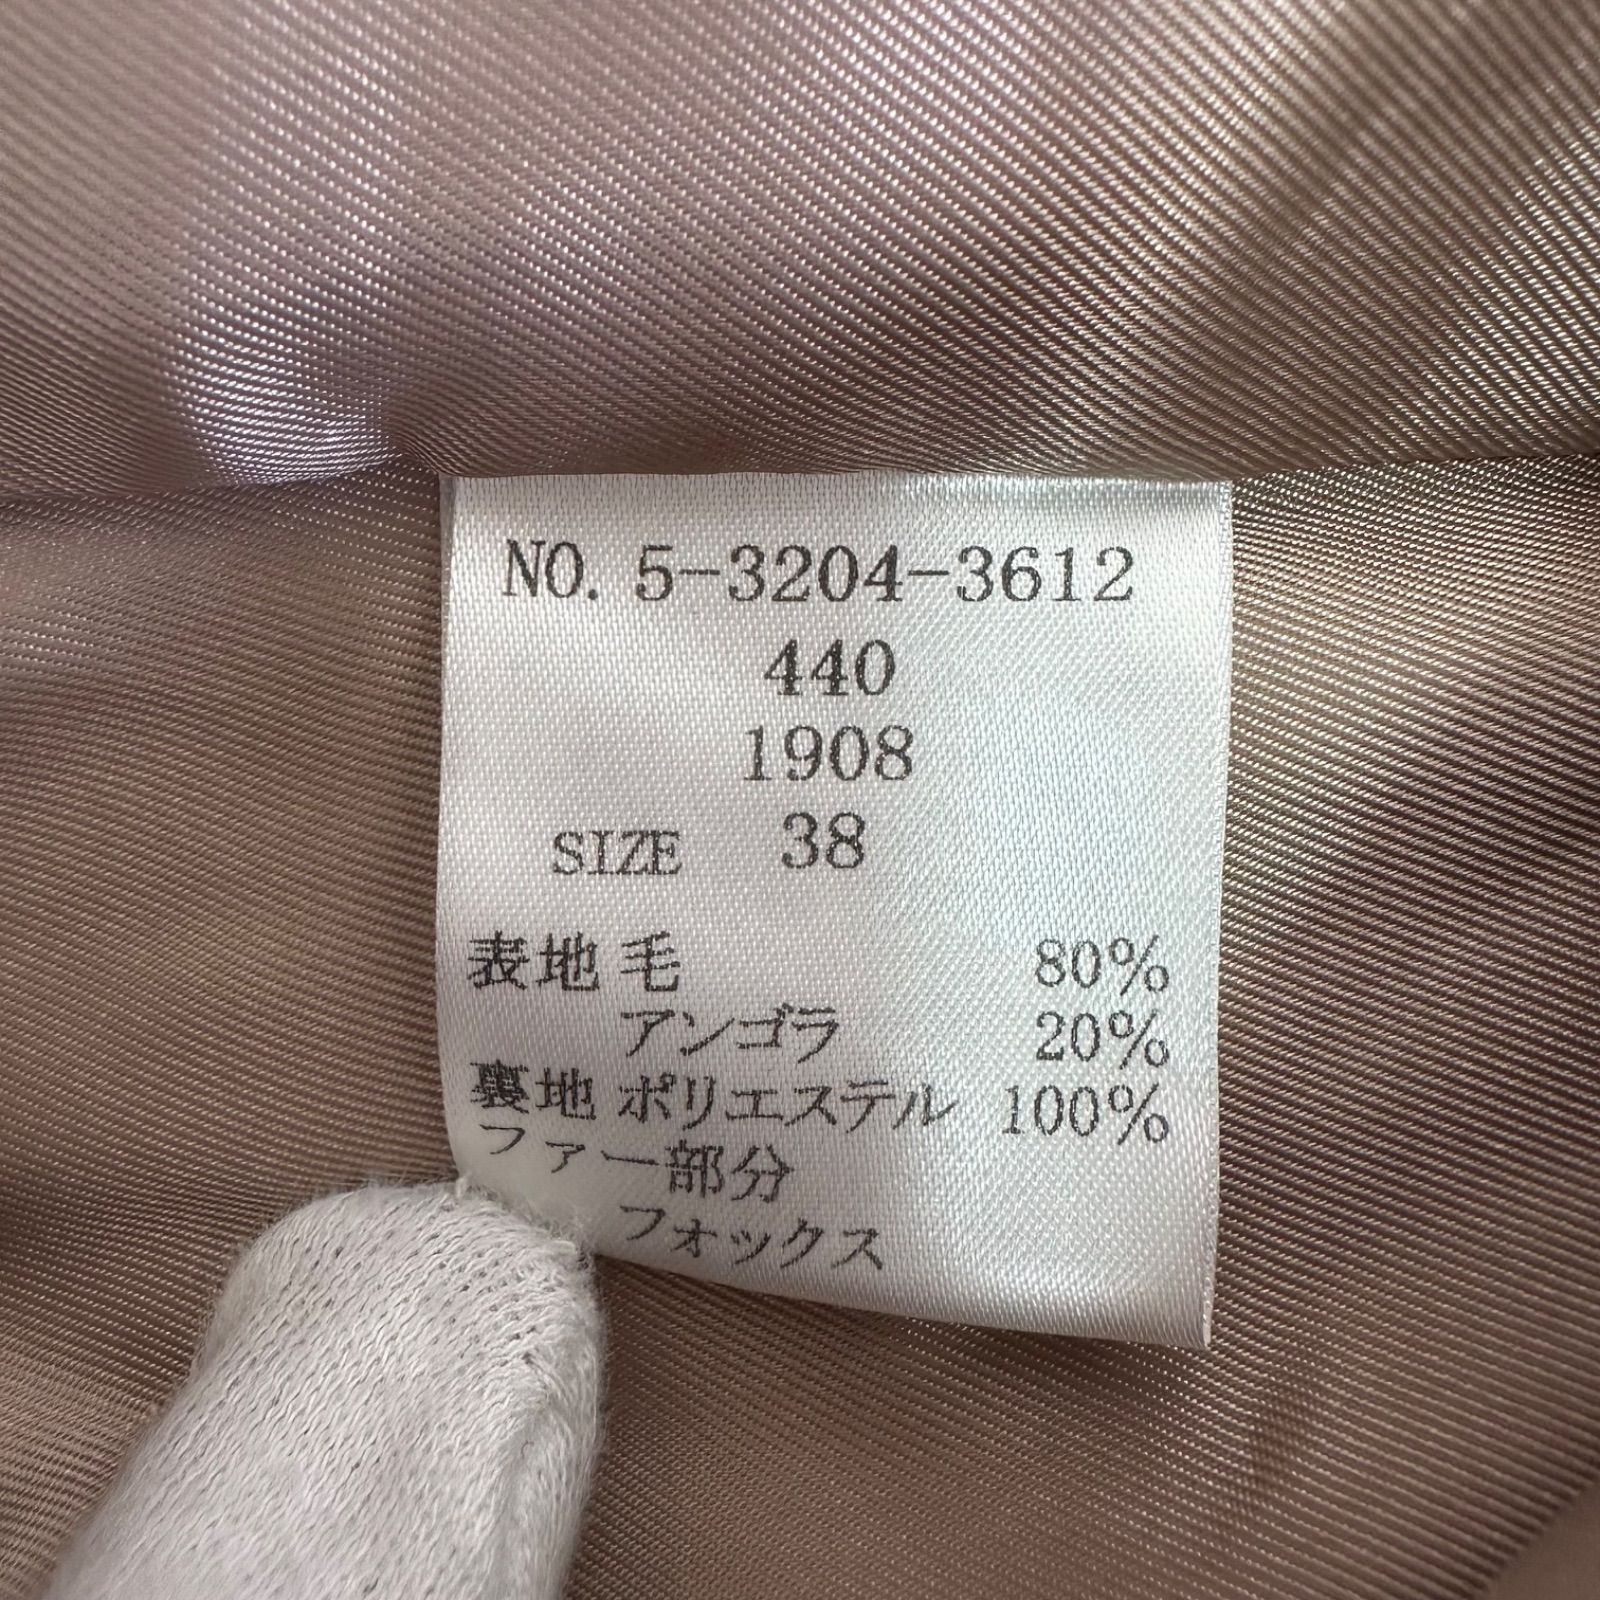 NO. 5-3204-3612
440
1908
SIZE 38
表地 毛 80%
アンゴラ 20%
裏地 ポリエステル 100%
ファー部分
フォックス